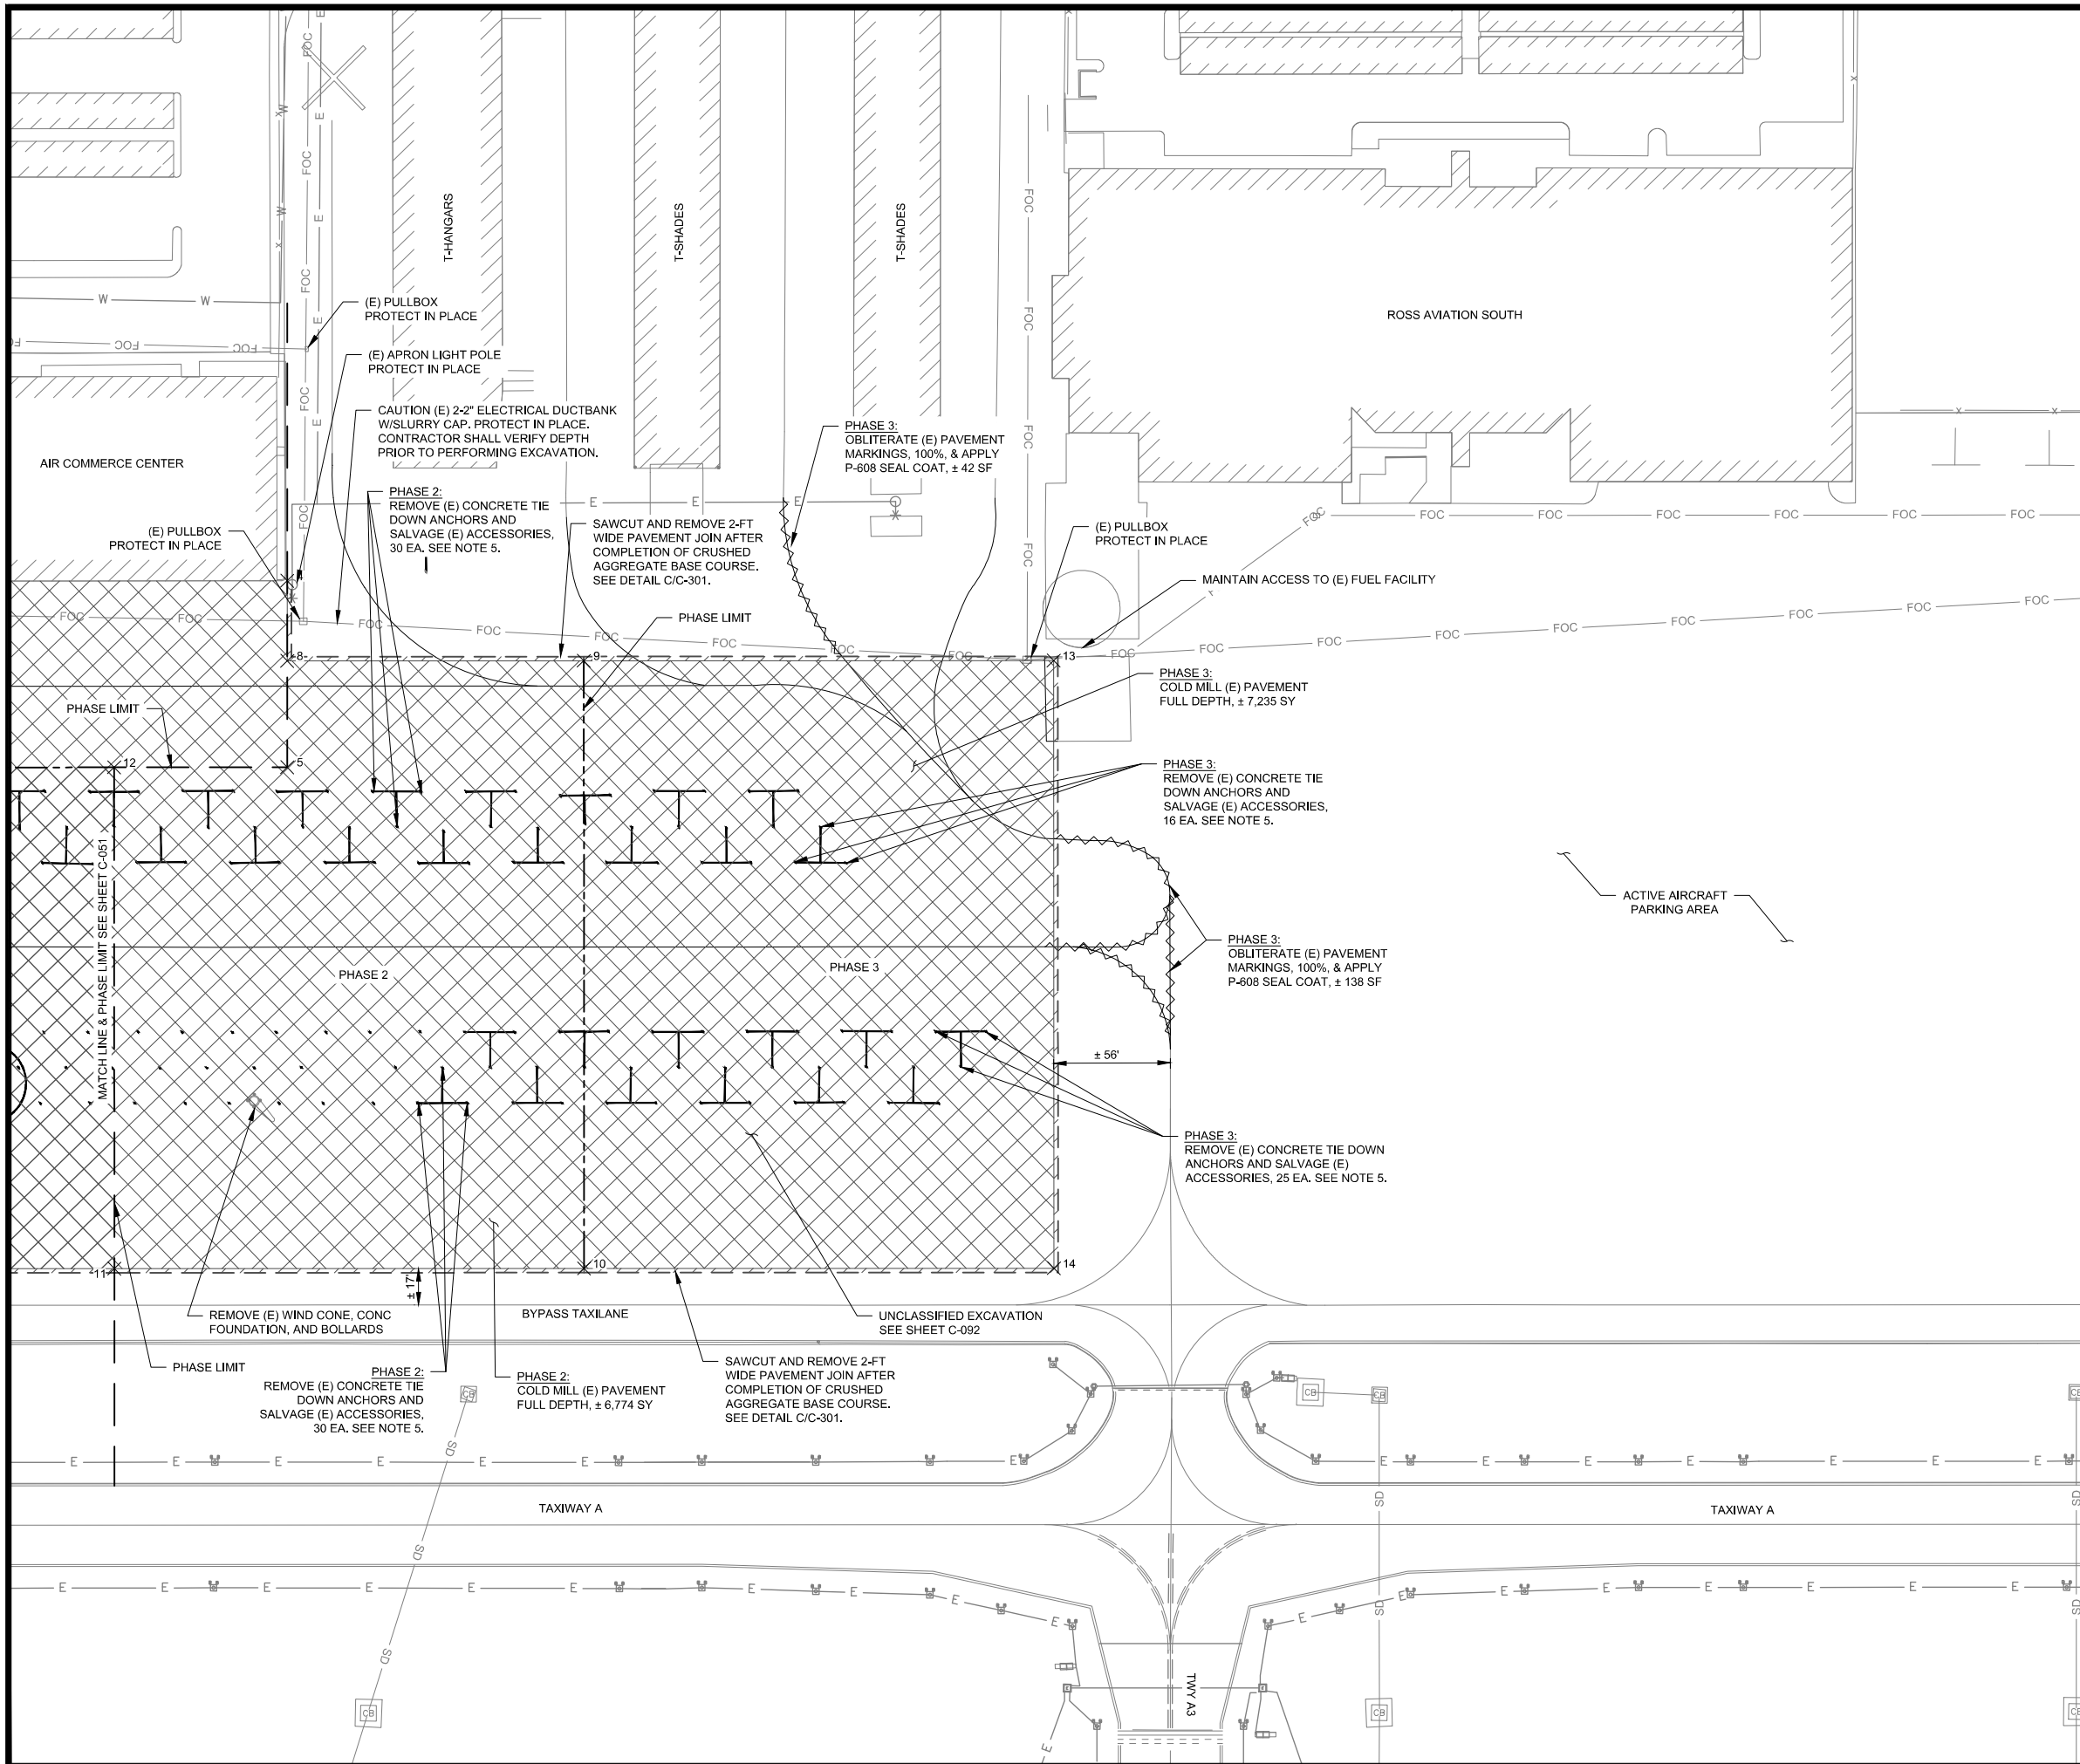 T-HANGARS
T-SHADES
T-SHADES
ROSS AVIATION SOUTH
AIR COMMERCE CENTER
(E) PULLBOX
PROTECT IN PLACE
(E) APRON LIGHT POLE
PROTECT IN PLACE
CAUTION (E) 2-2" ELECTRICAL DUCTBANK
W/SLURRY CAP. PROTECT IN PLACE.
CONTRACTOR SHALL VERIFY DEPTH
PRIOR TO PERFORMING EXCAVATION.
PHASE 3:
OBLITERATE (E) PAVEMENT
MARKINGS, 100%, & APPLY
P-608 SEAL COAT, ± 42 SF
PHASE 2:
REMOVE (E) CONCRETE TIE
DOWN ANCHORS AND
SALVAGE (E) ACCESSORIES,
30 EA. SEE NOTE 5.
(E) PULLBOX
PROTECT IN PLACE
SAWCUT AND REMOVE 2-FT
WIDE PAVEMENT JOIN AFTER
COMPLETION OF CRUSHED
AGGREGATE BASE COURSE.
SEE DETAIL C/C-301.
(E) PULLBOX
PROTECT IN PLACE
MAINTAIN ACCESS TO (E) FUEL FACILITY
PHASE LIMIT
4
8
9
13
PHASE 3:
COLD MILL (E) PAVEMENT
FULL DEPTH, ± 7,235 SY
PHASE LIMIT
12
5
PHASE 3:
REMOVE (E) CONCRETE TIE
DOWN ANCHORS AND
SALVAGE (E) ACCESSORIES,
16 EA. SEE NOTE 5.
MATCH LINE & PHASE LIMIT SEE SHEET C-051
ACTIVE AIRCRAFT
PARKING AREA
PHASE 2
PHASE 3
PHASE 3:
OBLITERATE (E) PAVEMENT
MARKINGS, 100%, & APPLY
P-608 SEAL COAT, ± 138 SF
± 56'
PHASE 3:
REMOVE (E) CONCRETE TIE DOWN
ANCHORS AND SALVAGE (E)
ACCESSORIES, 25 EA. SEE NOTE 5.
11
10
14
± 17'
REMOVE (E) WIND CONE, CONC
FOUNDATION, AND BOLLARDS
BYPASS TAXILANE
UNCLASSIFIED EXCAVATION
SEE SHEET C-092
PHASE LIMIT
PHASE 2:
REMOVE (E) CONCRETE TIE
DOWN ANCHORS AND
SALVAGE (E) ACCESSORIES,
30 EA. SEE NOTE 5.
PHASE 2:
COLD MILL (E) PAVEMENT
FULL DEPTH, ± 6,774 SY
SAWCUT AND REMOVE 2-FT
WIDE PAVEMENT JOIN AFTER
COMPLETION OF CRUSHED
AGGREGATE BASE COURSE.
SEE DETAIL C/C-301.
TAXIWAY A
TAXIWAY A
TWY A3